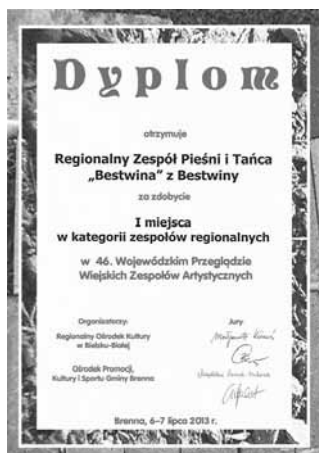 Dyplom
otrzymuje
Regionalny Zespół Pieśni i Tańca
„Bestwina" z Bestwiny
za zdobycie
I miejsca
w kategorii zespołów regionalnych
w 46. Wojewódzkim Przeglądzie
Wiejskich Zespołów Artystycznych
Organizatorzy:
Regionalny Ośrodek Kultury
w Bielsku-Białej
Ośrodek Promocji,
Kultury i Sportu Gminy Brenna
Jury
Brenna, 6–7 lipca 2013 r.